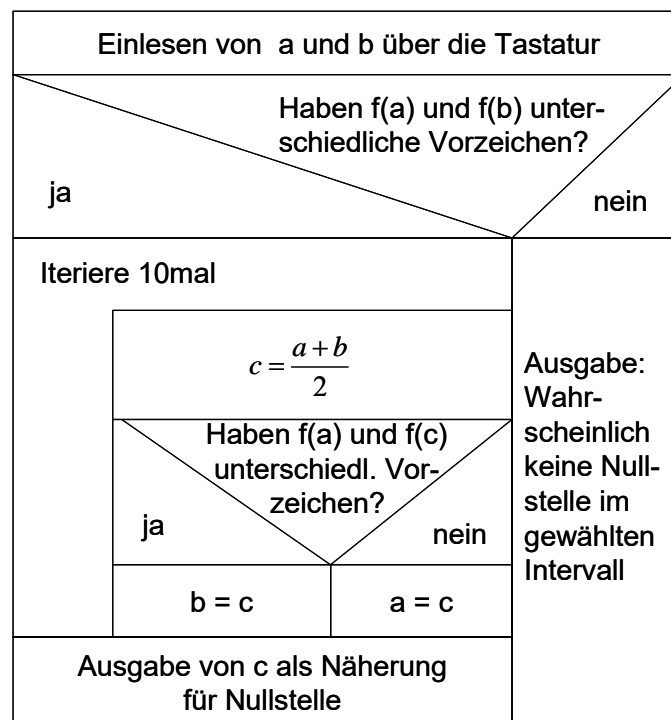 Einlesen von a und b über die Tastatur
Haben f(a) und f(b) unter-
schiedliche Vorzeichen?
ja
nein
Iteriere 10mal
c = \frac{a+b}{2}
Haben f(a) und f(c)
unterschiedl. Vor-
zeichen?
ja
nein
b = c
a = c
Ausgabe von c als Näherung
für Nullstelle
Ausgabe:
Wahr-
scheinlich
keine Null-
stelle im
gewählten
Intervall